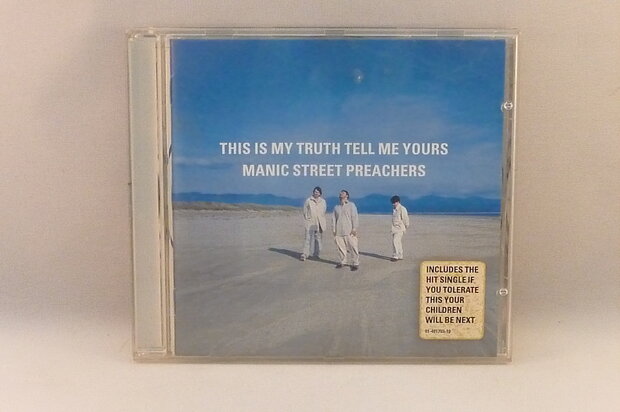 THIS IS MY TRUTH TELL ME YOURS
MANIC STREET PREACHERS
INCLUDES THE
HIT SINGLE IF
YOU TOLERATE
THIS YOUR
CHILDREN
WILL BE NEXT